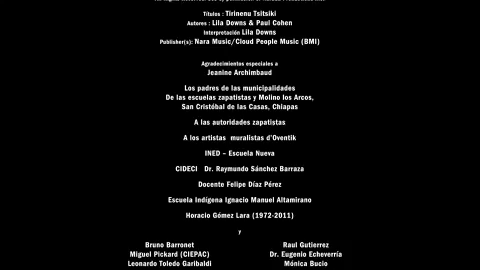 Títulos : Tirinenu Tsitsiki
Autores : Lila Downs & Paul Cohen
Interpretación Lila Downs
Publisher(s): Nara Music/Cloud People Music (BMI)
Agradecimientos especiales a
Jeanine Archimbaud
Los padres de las municipalidades
De las escuelas zapatistas y Molino los Arcos,
San Cristóbal de las Casas, Chiapas
A las autoridades zapatistas
A los artistas muralistas d'Oventik
INED – Escuela Nueva
CIDECI Dr. Raymundo Sánchez Barraza
Docente Felipe Díaz Pérez
Escuela Indígena Ignacio Manuel Altamirano
Horacio Gómez Lara (1972-2011)
y
Bruno Barronet Raul Gutierrez
Miguel Pickard (CIEPAC) Dr. Eugenio Echeverría
Leonardo Toledo Garibaldi Mónica Bucio